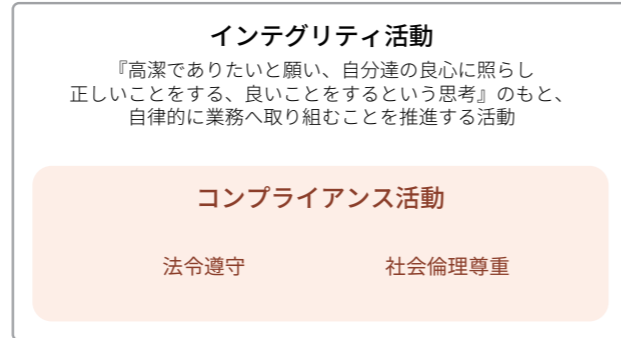 インテグリティ活動
『高潔でありたいと願い、自分達の良心に照らし
正しいことをする、良いことをするという思考』のもと、
自律的に業務へ取り組むことを推進する活動
コンプライアンス活動
法令遵守 社会倫理尊重